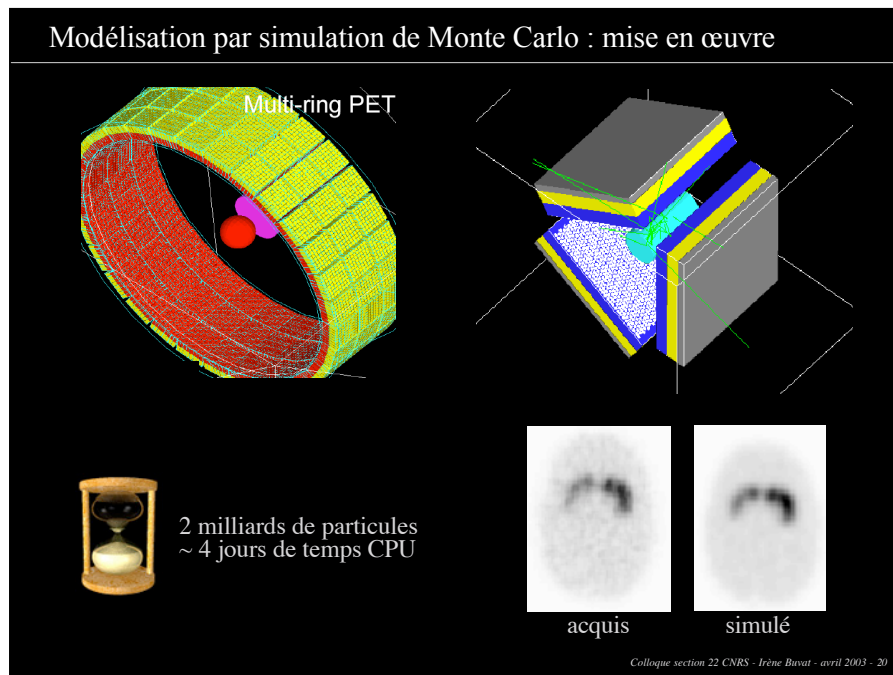 Modélisation par simulation de Monte Carlo : mise en œuvre
Multi-ring PET
2 milliards de particules
~ 4 jours de temps CPU
acquis
simulé
Colloque section 22 CNRS - Irène Buvat - avril 2003 - 20